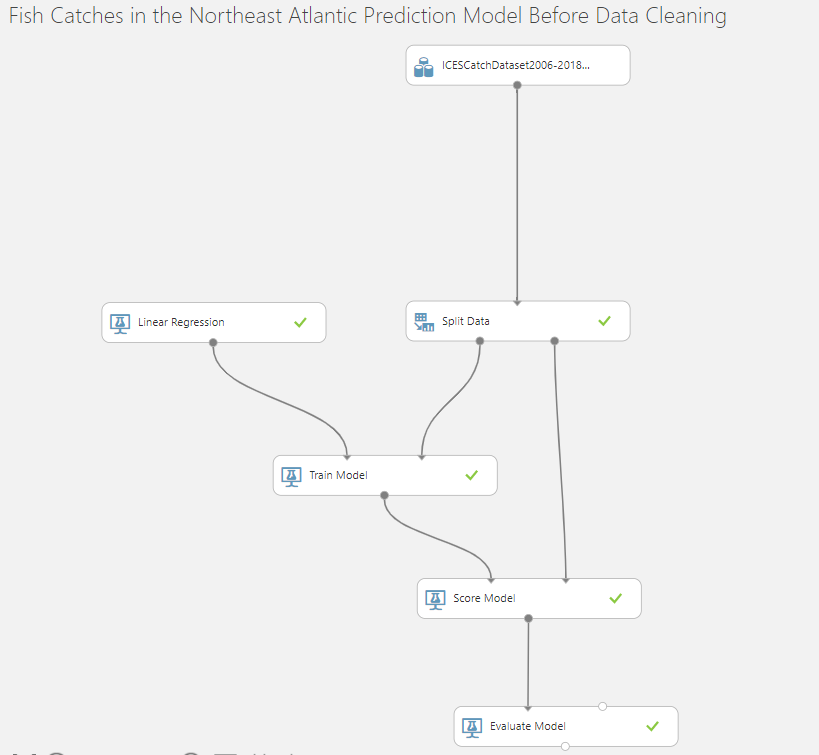 Fish Catches in the Northeast Atlantic Prediction Model Before Data Cleaning
ICESCatchDataset2006-2018...
Linear Regression
Split Data
Train Model
Score Model
Evaluate Model